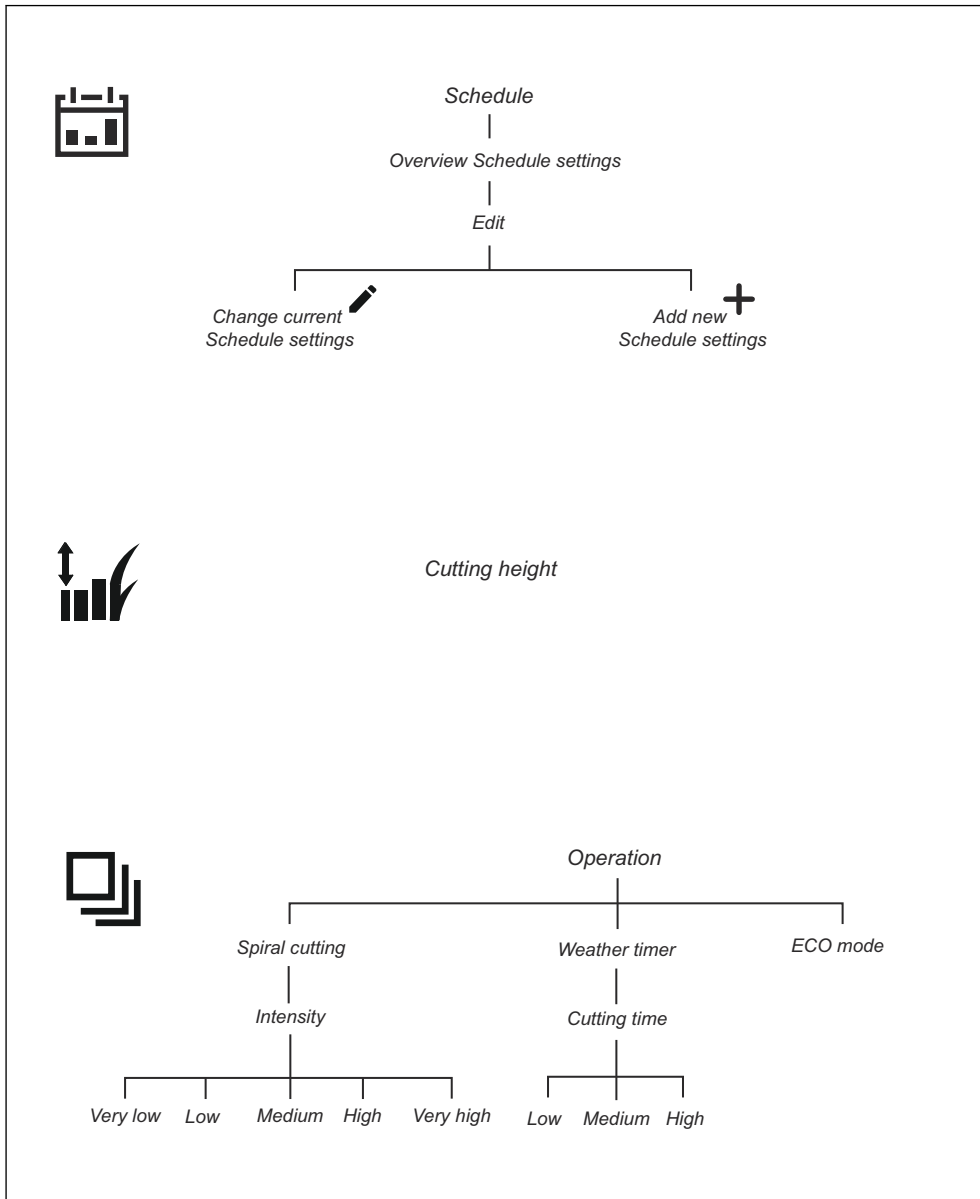 Schedule
Overview Schedule settings
Edit
Change current
Schedule settings
Add new
Schedule settings
Cutting height
Operation
Spiral cutting
Weather timer
ECO mode
Intensity
Cutting time
Very low
Low
Medium
High
Very high
Low
Medium
High